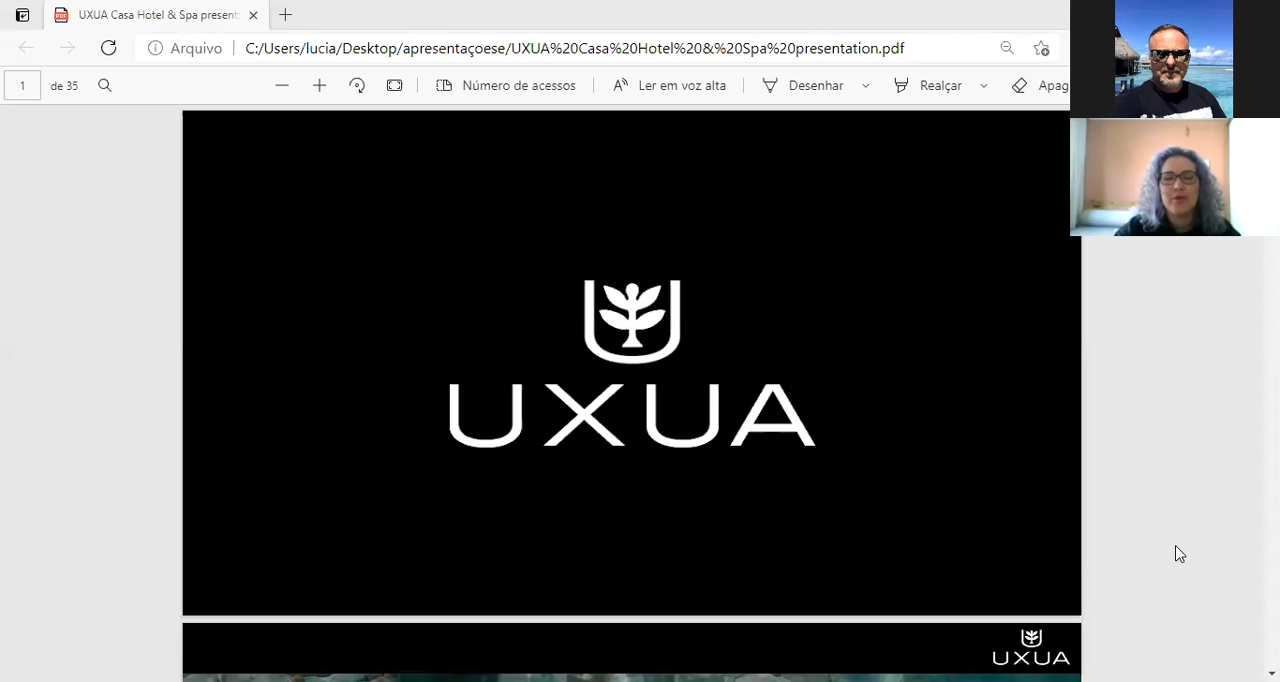 UXUA Casa Hotel & Spa present
Arquivo
C:/Users/lucia/Desktop/apresentaçoese/UXUA%20Casa%20Hotel%20&%20Spa%20presentation.pdf
1 de 35
Número de acessos
Ler em voz alta
Desenhar
Realçar
Apag
UXUA
UXUA